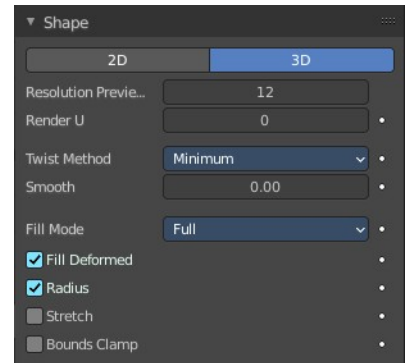 Shape
2D 3D
Resolution Previe... 12
Render U 0
Twist Method Minimum
Smooth 0.00
Fill Mode Full
Fill Deformed
Radius
Stretch
Bounds Clamp